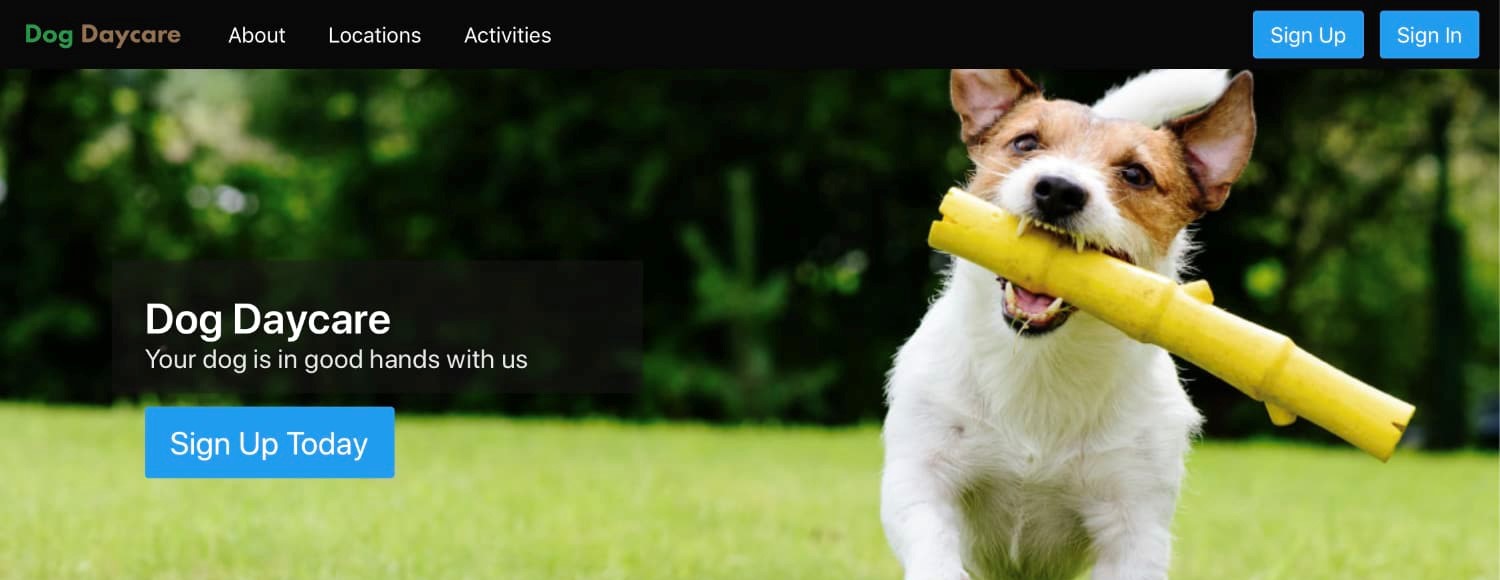 Dog Daycare About Locations Activities Sign Up Sign In
Dog Daycare
Your dog is in good hands with us
Sign Up Today